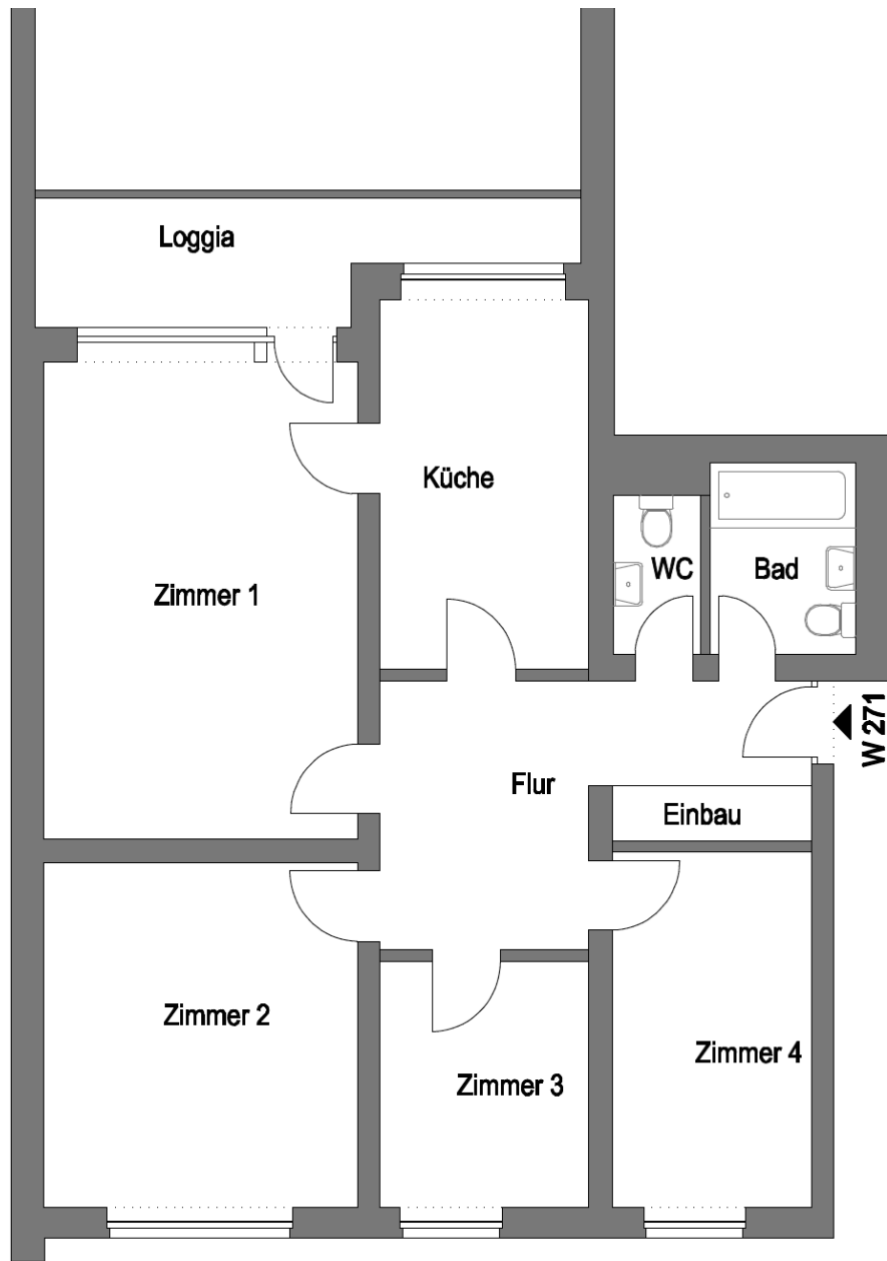 Loggia
Küche
Zimmer 1
WC
Bad
W 271
Flur
Einbau
Zimmer 2
Zimmer 3
Zimmer 4